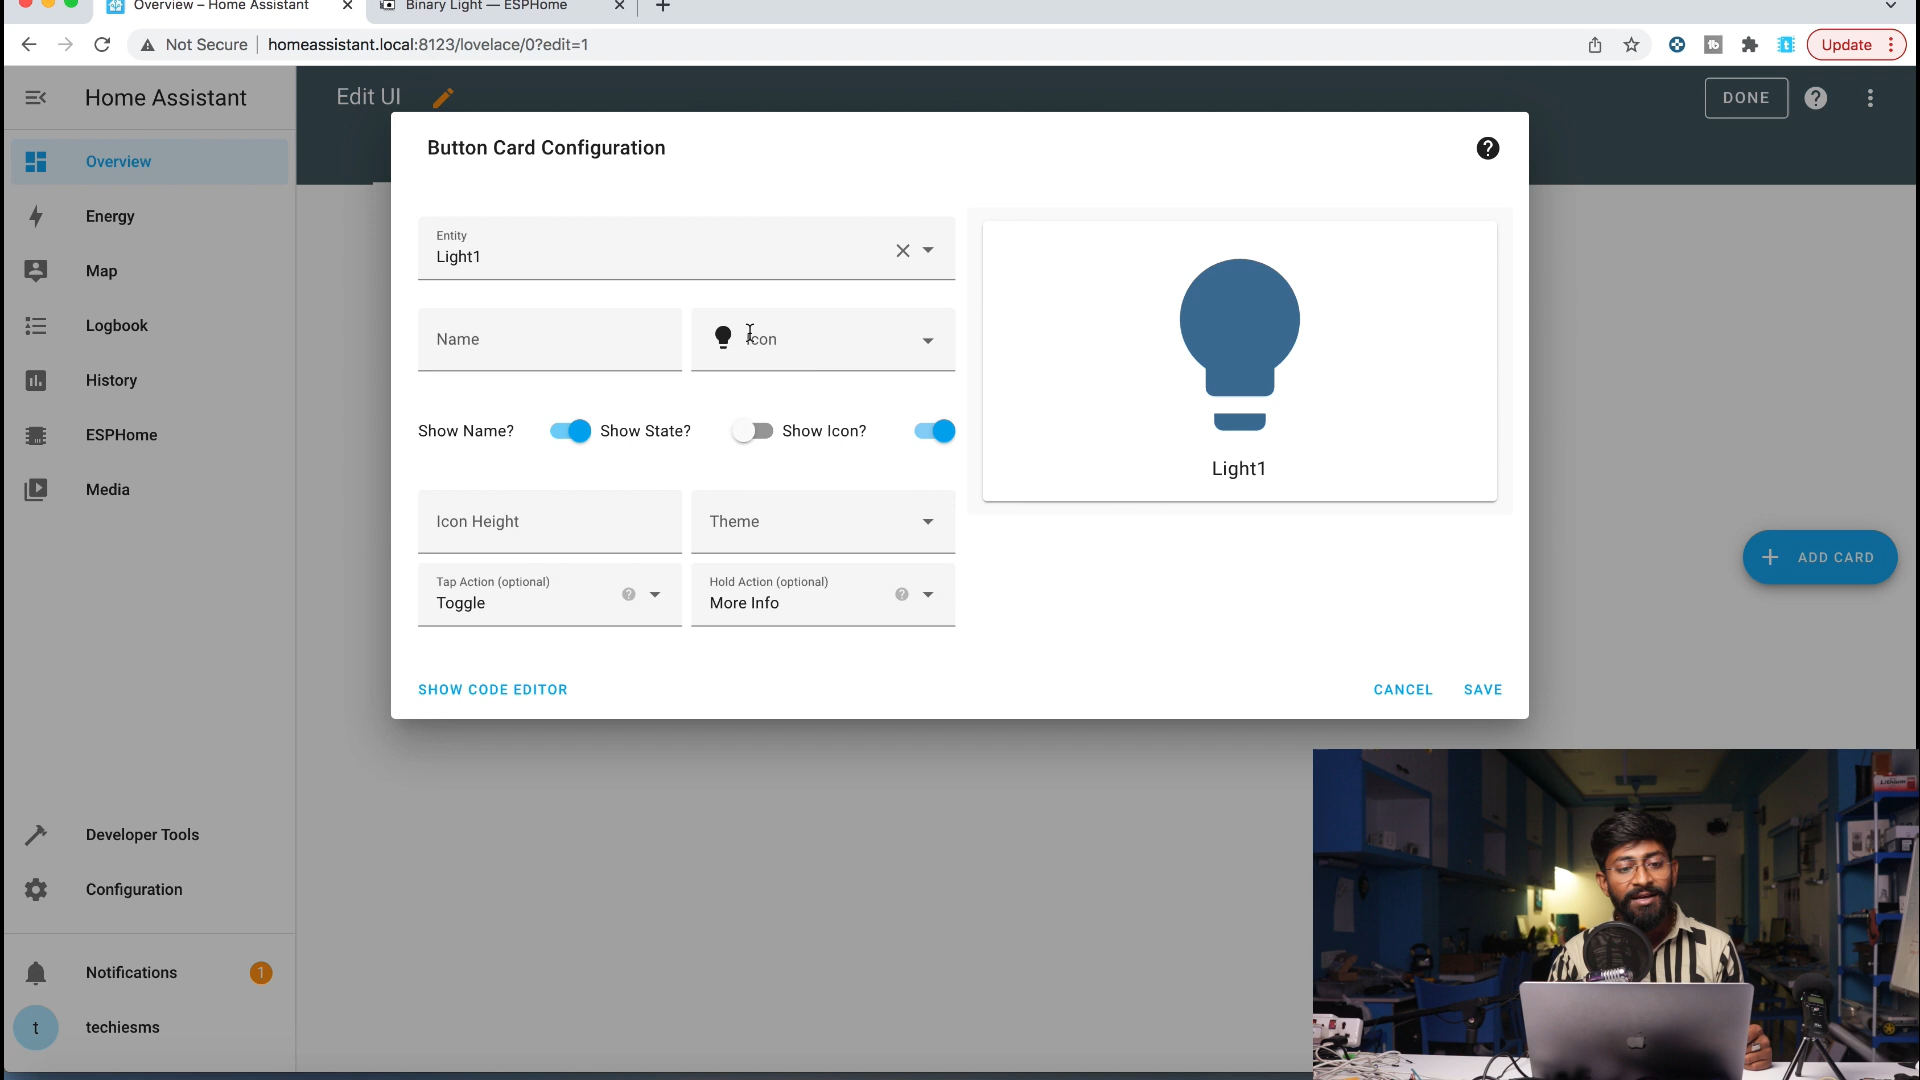 Overview – Home Assistant
Binary Light — ESPHome
Not Secure
homeassistant.local:8123/lovelace/0?edit=1
Update
Home Assistant
Edit UI
DONE
Overview
Energy
Map
Logbook
History
ESPHome
Media
Developer Tools
Configuration
Notifications
1
t
techiesms
Button Card Configuration
Entity
Light1
Name
Icon
Show Name?
Show State?
Show Icon?
Icon Height
Theme
Tap Action (optional)
Toggle
Hold Action (optional)
More Info
SHOW CODE EDITOR
CANCEL
SAVE
Light1
ADD CARD